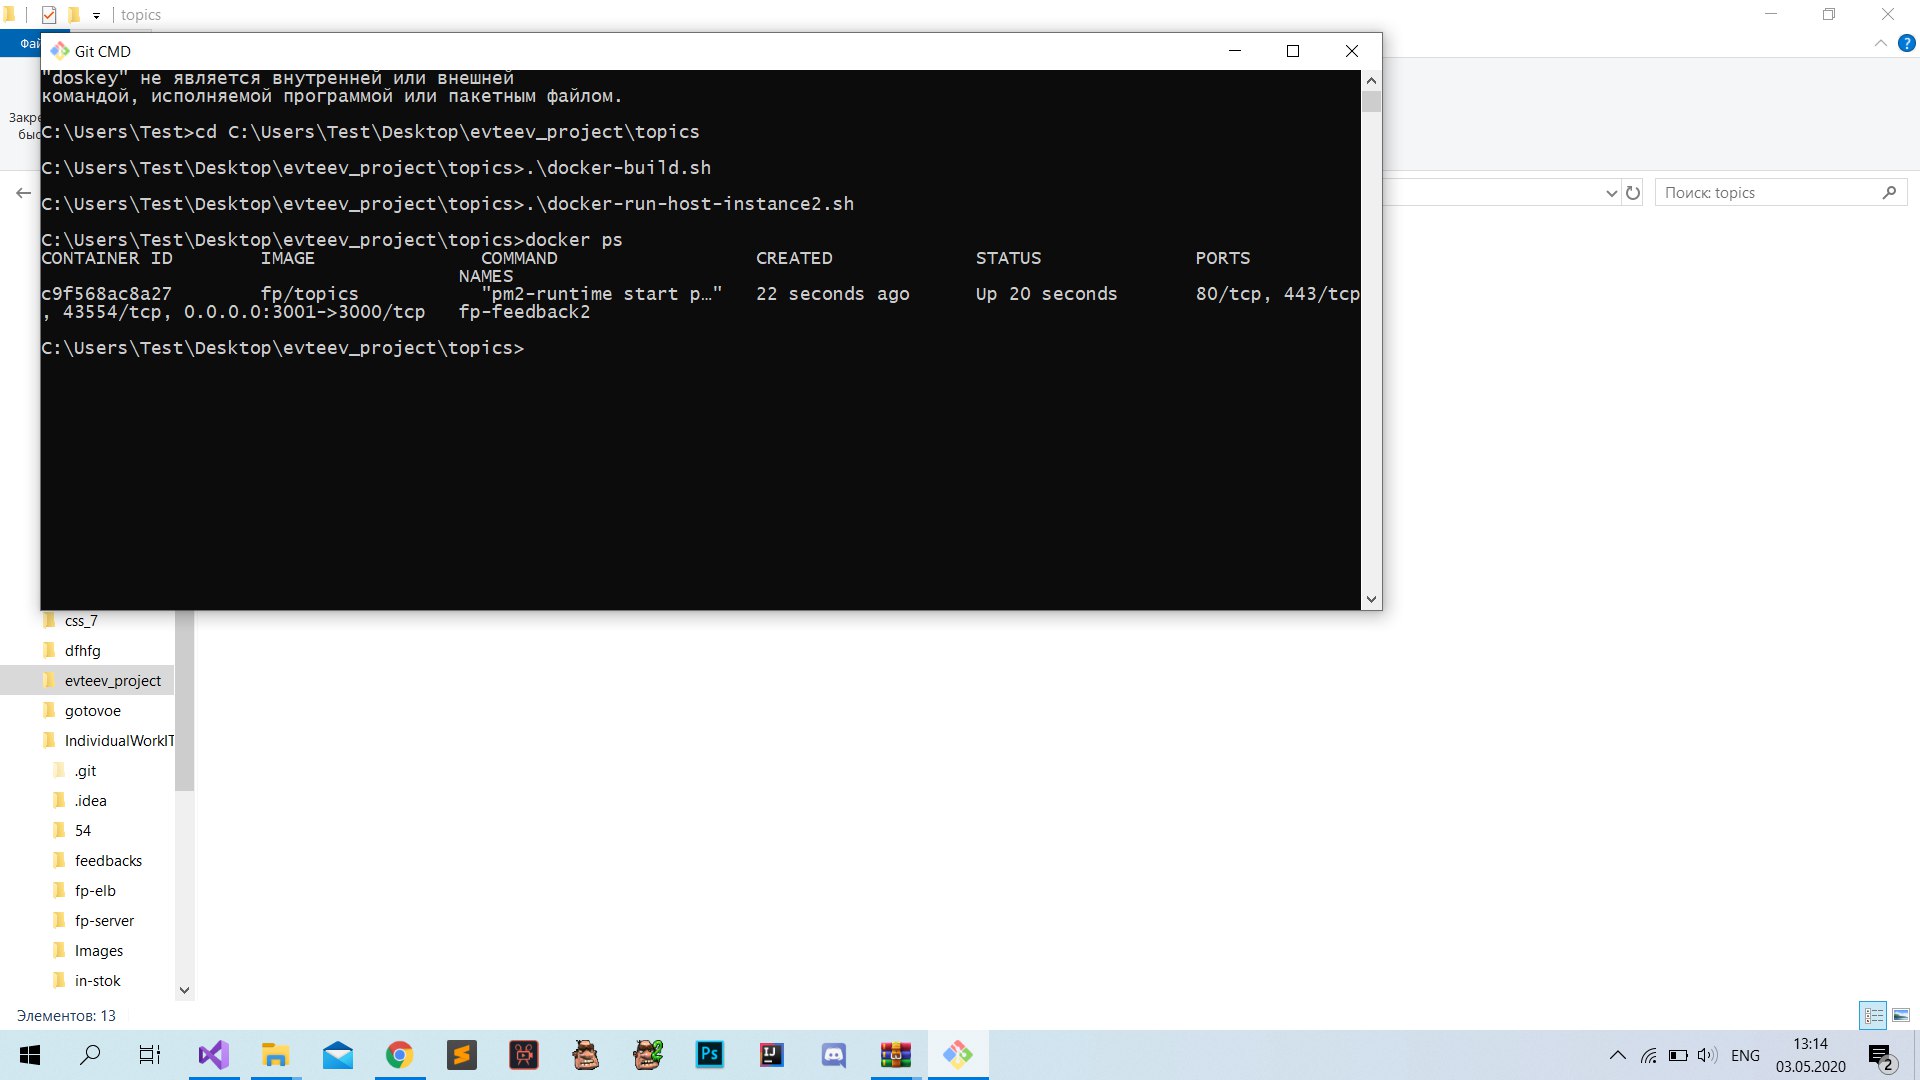 topics
Фай
Git CMD
"doskey" не является внутренней или внешней
командой, исполняемой программой или пакетным файлом.
Закре
быс
C:\Users\Test>cd C:\Users\Test\Desktop\evteev_project\topics
C:\Users\Test\Desktop\evteev_project\topics>.\docker-build.sh
C:\Users\Test\Desktop\evteev_project\topics>.\docker-run-host-instance2.sh
Поиск: topics
C:\Users\Test\Desktop\evteev_project\topics>docker ps
CONTAINER ID IMAGE COMMAND CREATED STATUS PORTS
NAMES
c9f568ac8a27 fp/topics "pm2-runtime start p…" 22 seconds ago Up 20 seconds 80/tcp, 443/tcp
, 43554/tcp, 0.0.0.0:3001->3000/tcp fp-feedback2
C:\Users\Test\Desktop\evteev_project\topics>
css_7
dfhfg
evteev_project
gotovoe
IndividualWorkIT
.git
.idea
54
feedbacks
fp-elb
fp-server
Images
in-stok
Элементов: 13
Ps
IJ
ENG
13:14
03.05.2020
2